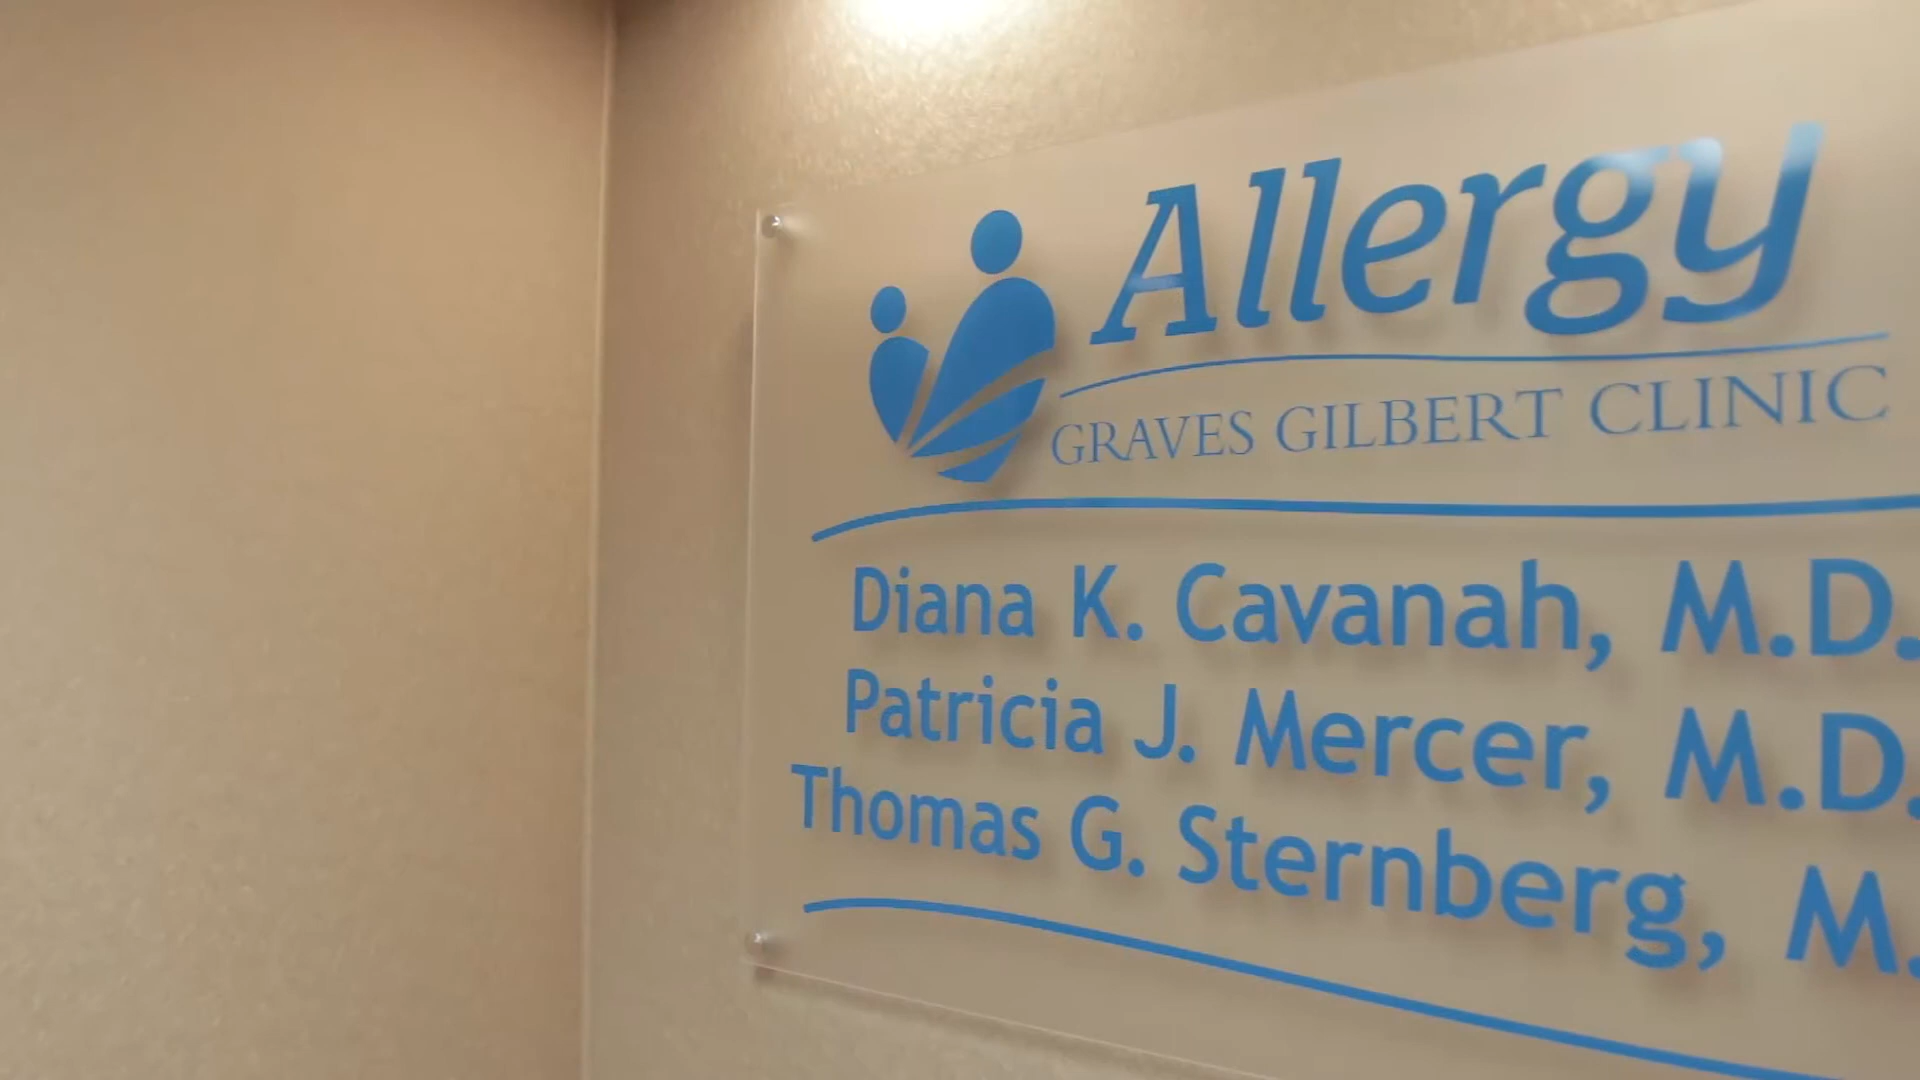 Allergy
GRAVES GILBERT CLINIC
Diana K. Cavanah, M.D.
Patricia J. Mercer, M.D.
Thomas G. Sternberg, M.